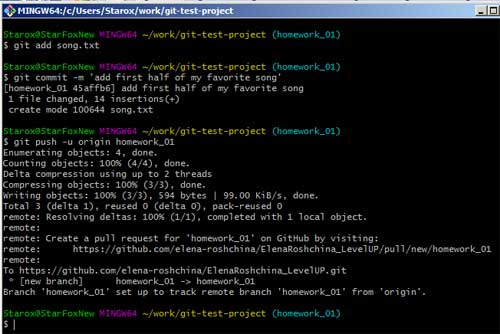 MINGW64:/c/Users/Starox/work/git-test-project
Starox@StarFoxNew MINGW64 ~/work/git-test-project (homework_01)
$ git add song.txt
Starox@StarFoxNew MINGW64 ~/work/git-test-project (homework_01)
$ git commit -m 'add first half of my favorite song'
[homework_01 45affb6] add first half of my favorite song
1 file changed, 14 insertions(+)
create mode 100644 song.txt
Starox@StarFoxNew MINGW64 ~/work/git-test-project (homework_01)
$ git push -u origin homework_01
Enumerating objects: 4, done.
Counting objects: 100% (4/4), done.
Delta compression using up to 2 threads
Compressing objects: 100% (3/3), done.
Writing objects: 100% (3/3), 594 bytes | 99.00 KiB/s, done.
Total 3 (delta 1), reused 0 (delta 0), pack-reused 0
remote: Resolving deltas: 100% (1/1), completed with 1 local object.
remote:
remote: Create a pull request for 'homework_01' on GitHub by visiting:
remote:      https://github.com/elena-roshchina/ElenaRoshchina_LevelUP/pull/new/homework_01
remote:
To https://github.com/elena-roshchina/ElenaRoshchina_LevelUP.git
* [new branch]      homework_01 -> homework_01
Branch 'homework_01' set up to track remote branch 'homework_01' from 'origin'.
Starox@StarFoxNew MINGW64 ~/work/git-test-project (homework_01)
$